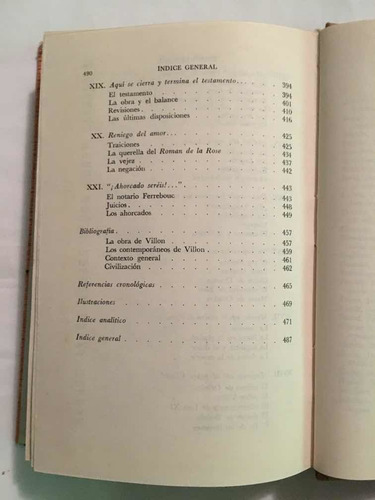 490 INDICE GENERAL
XIX. Aquí se cierra y termina el testamento . . . 394
El testamento . . . 394
La obra y el balance . . . 401
Revisiones . . . 410
Las últimas disposiciones . . . 416
XX. Reniego del amor . . . 425
Traiciones . . . 425
La querella del Roman de la Rose . . . 434
La vejez . . . 437
La negación . . . 442
XXI. "¡Ahorcado seréis!..." . . . 443
El notario Ferrebouc . . . 443
Juicios . . . 448
Los ahorcados . . . 449
Bibliografía . . . 457
La obra de Villon . . . 457
Los contemporáneos de Villon . . . 459
Contexto general . . . 461
Civilización . . . 462
Referencias cronológicas . . . 465
Ilustraciones . . . 469
Indice analítico . . . 471
Indice general . . . 487